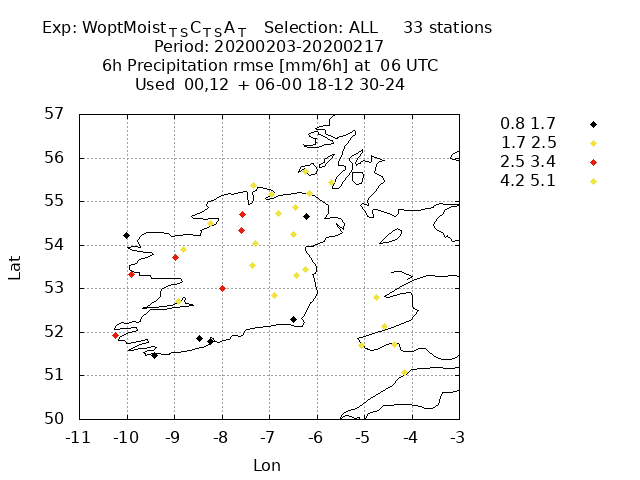 Exp: WoptMoist_TSC_TSA_T Selection: ALL 33 stations
Period: 20200203-20200217
6h Precipitation rmse [mm/6h] at 06 UTC
Used 00,12 + 06-00 18-12 30-24
57
56
55
54
53
52
51
50
-11 -10 -9 -8 -7 -6 -5 -4 -3
Lat
Lon
0.8 1.7
1.7 2.5
2.5 3.4
4.2 5.1